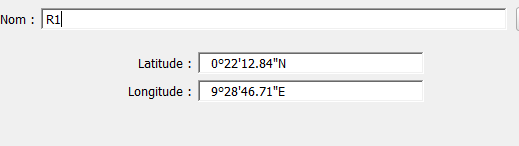 Nom : R1
Latitude : 0°22'12.84"N
Longitude : 9°28'46.71"E